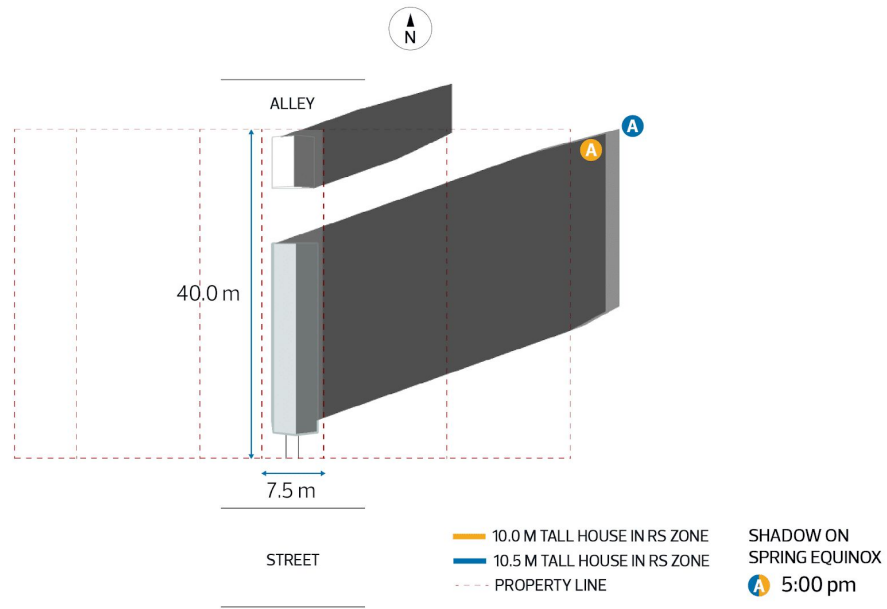 N
ALLEY
A
A
40.0 m
7.5 m
STREET
10.0 M TALL HOUSE IN RS ZONE
10.5 M TALL HOUSE IN RS ZONE
PROPERTY LINE
SHADOW ON
SPRING EQUINOX
A 5:00 pm